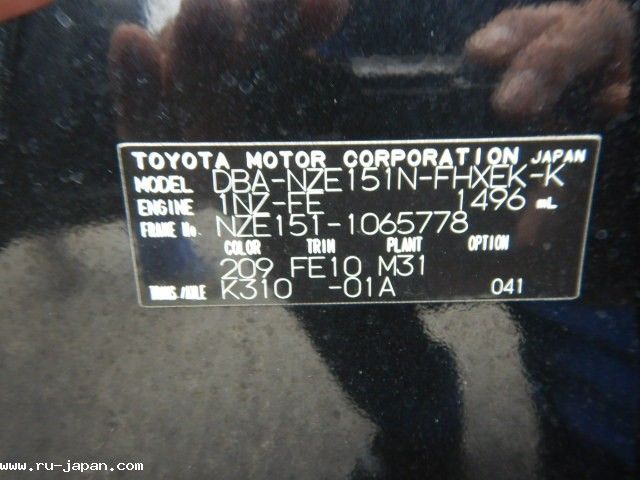 TOYOTA MOTOR CORPORATION JAPAN
MODEL DBA-NZE151N-FHXEK-K
ENGINE 1NZ-FE 1496 mL
FRAME No. NZE151-1065778
COLOR TRIM PLANT OPTION
209 FE10 M31
TRANS./AXLE K310 -01A 041
www.ru-japan.com